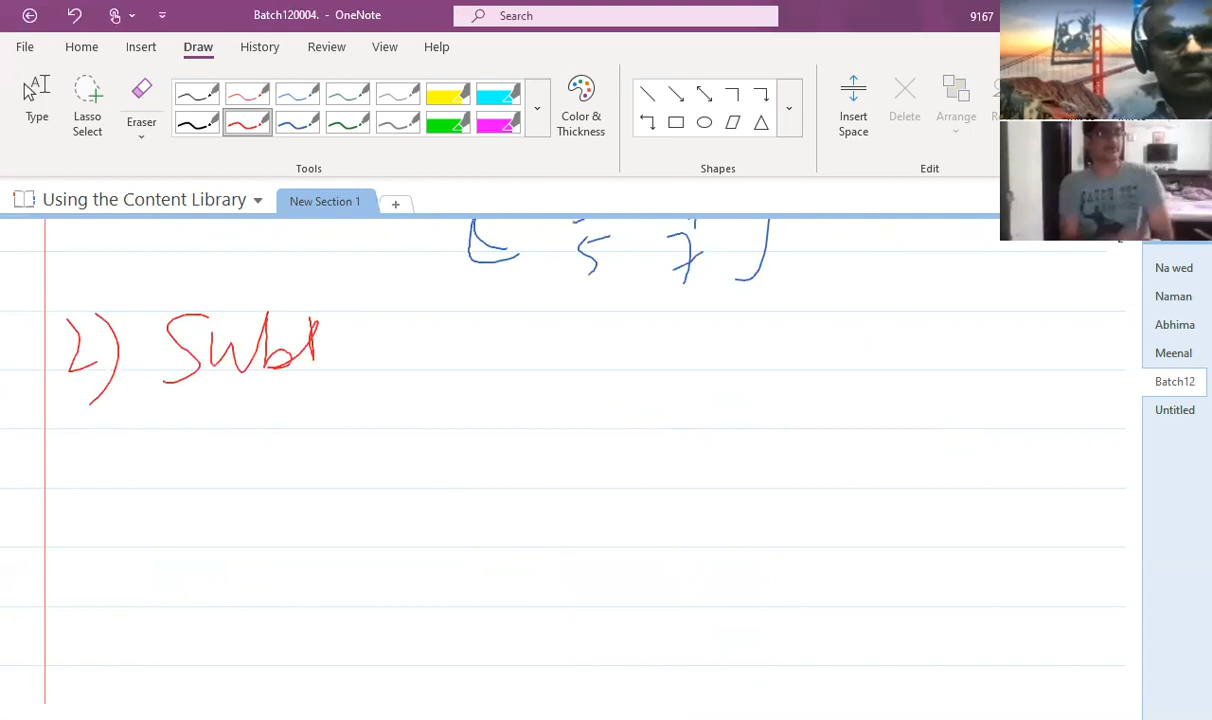 Batch120004. - OneNote
Search
9167
File Home Insert Draw History Review View Help
Type
Lasso Select
Eraser
Color & Thickness
Insert Space
Delete
Arrange
Tools
Shapes
Edit
Using the Content Library
New Section 1
+
5 7
2) Subt
Na wed
Naman
Abhima
Meenal
Batch12
Untitled